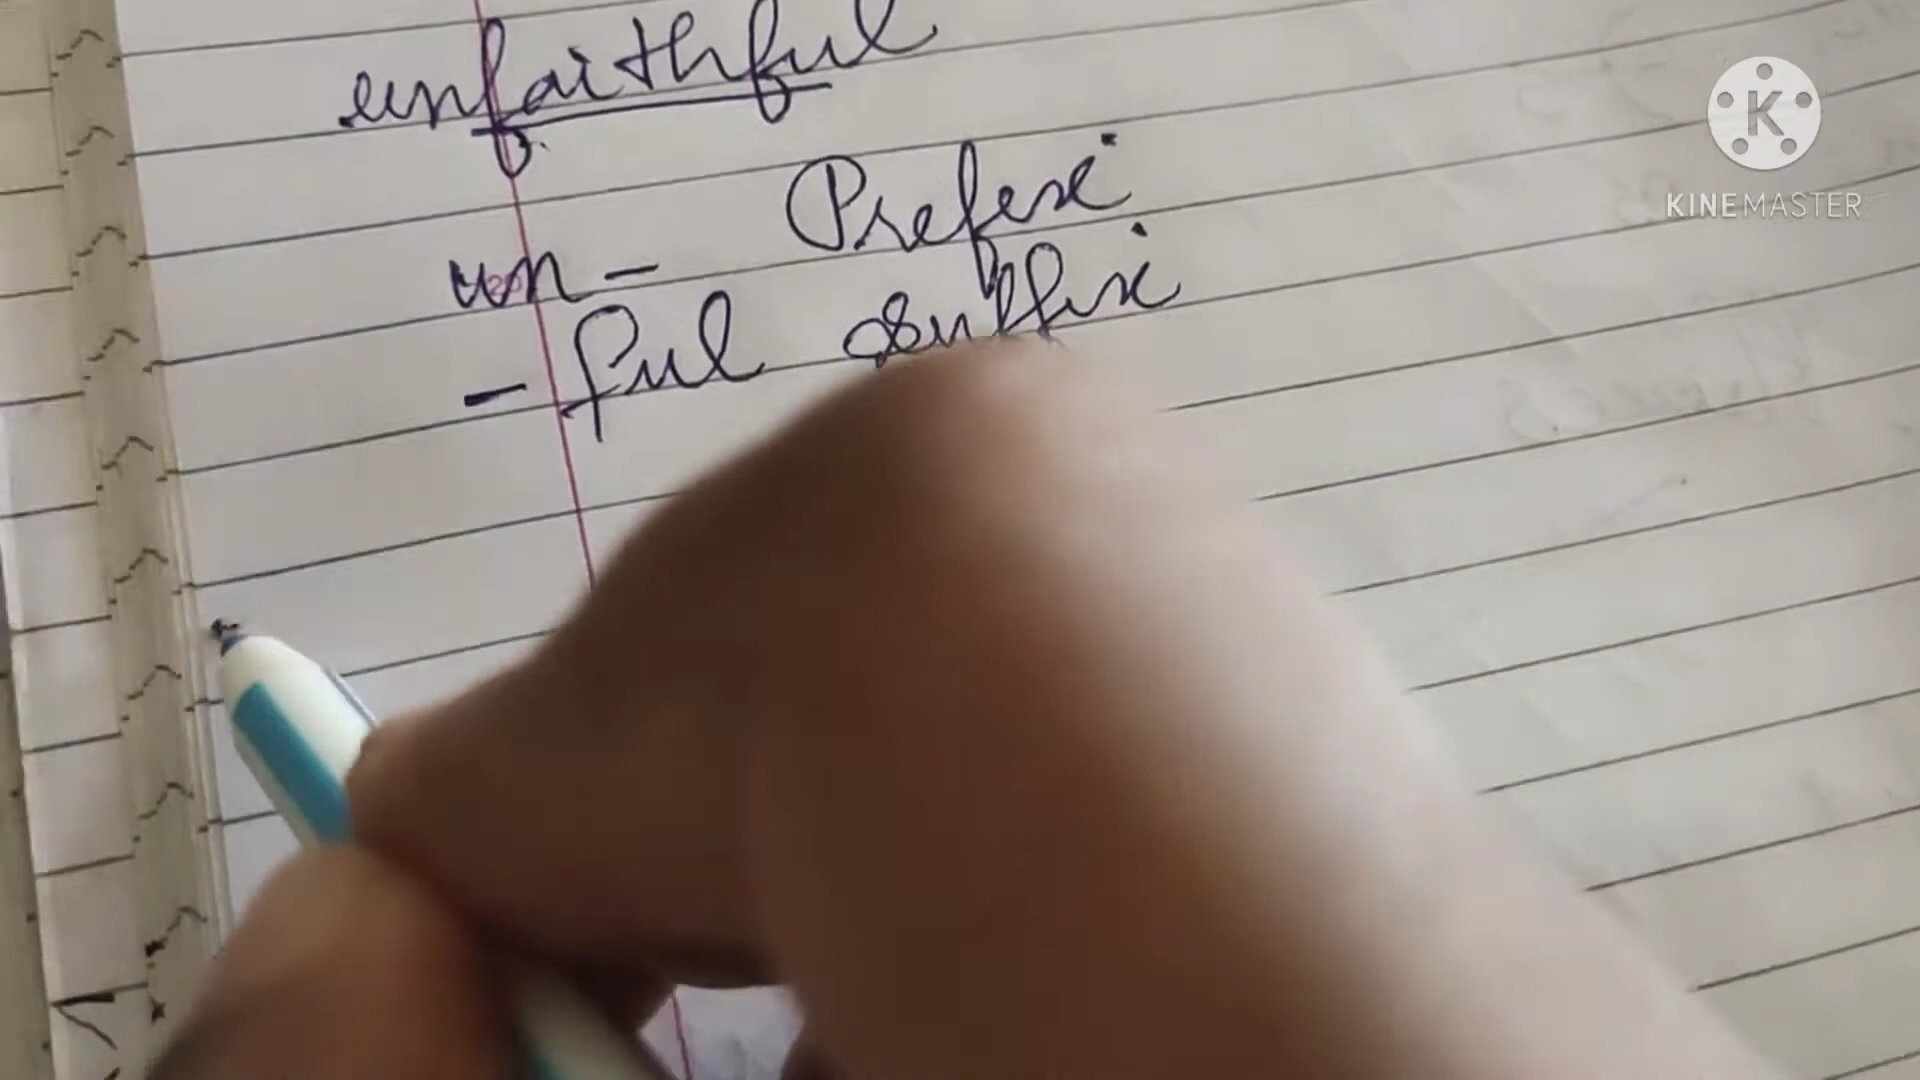 unfaithful
un - Prefix
- ful suffix
K
KINEMASTER